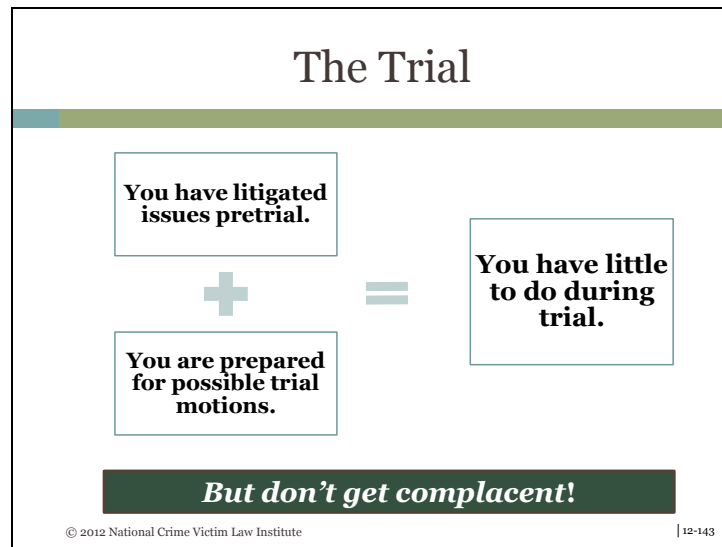 The Trial
You have litigated
issues pretrial.
+
You are prepared
for possible trial
motions.
=
You have little
to do during
trial.
But don’t get complacent!
© 2012 National Crime Victim Law Institute
| 12-143